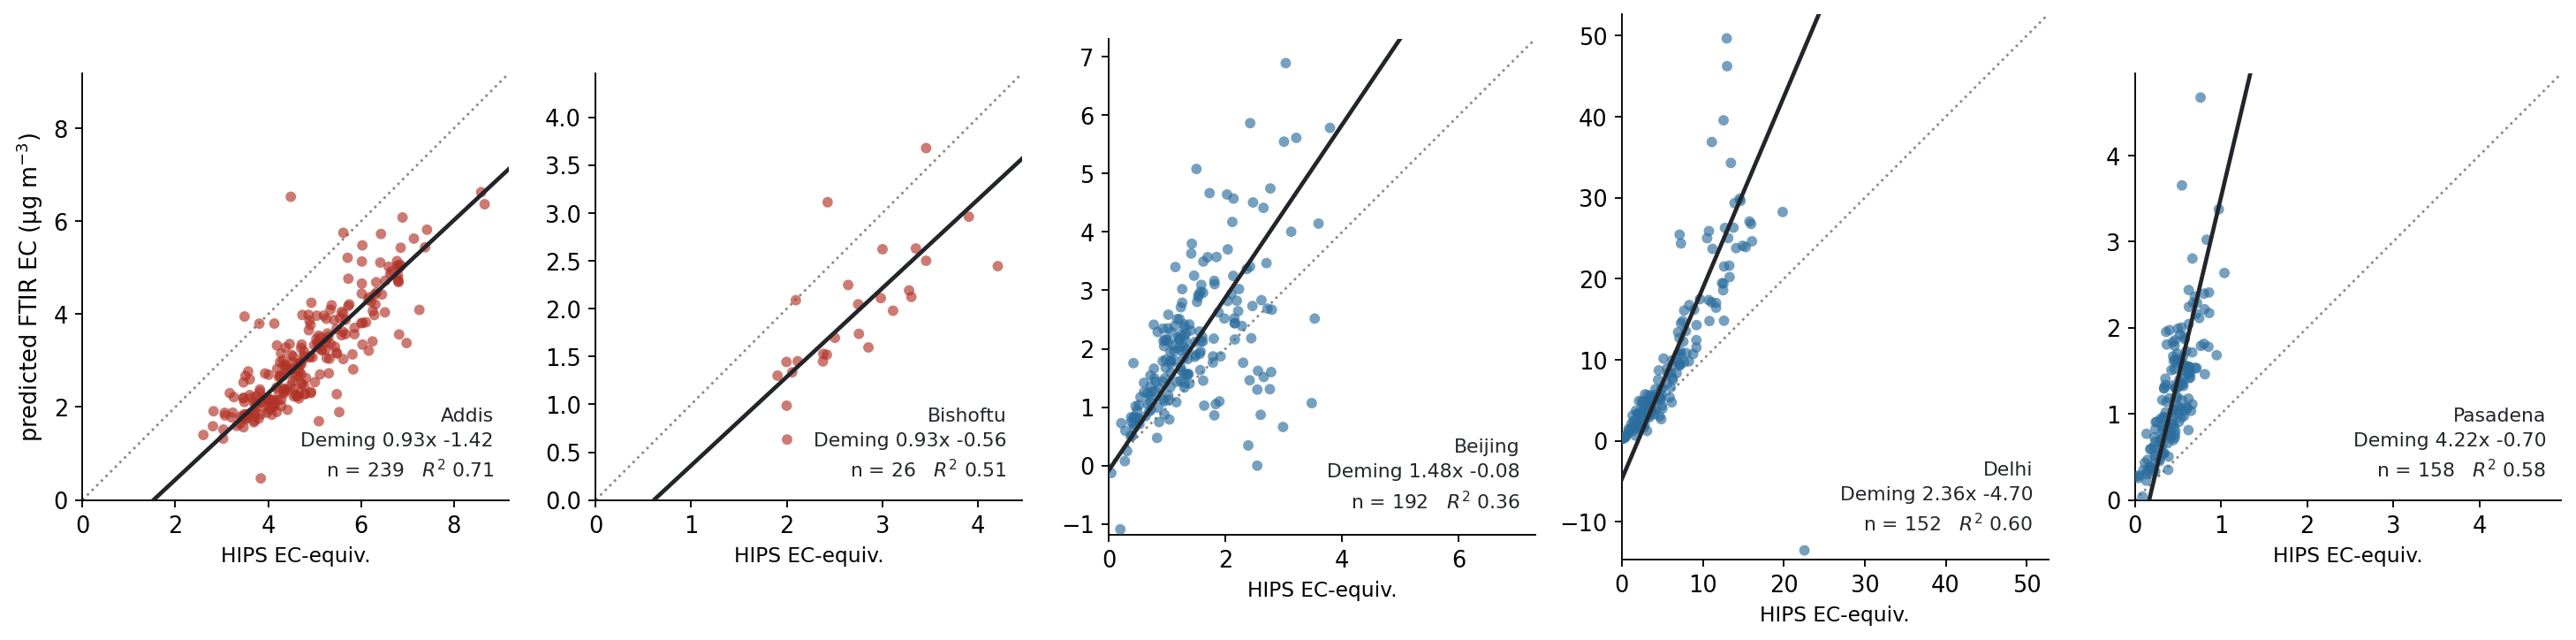 predicted FTIR EC (µg m⁻³)
0
2
4
6
8
0
2
4
6
8
HIPS EC-equiv.
Addis
Deming 0.93x -1.42
n = 239 R² 0.71
0.0
0.5
1.0
1.5
2.0
2.5
3.0
3.5
4.0
0
1
2
3
4
HIPS EC-equiv.
Bishoftu
Deming 0.93x -0.56
n = 26 R² 0.51
−1
0
1
2
3
4
5
6
7
0
2
4
6
HIPS EC-equiv.
Beijing
Deming 1.48x -0.08
n = 192 R² 0.36
−10
0
10
20
30
40
50
0
10
20
30
40
50
HIPS EC-equiv.
Delhi
Deming 2.36x -4.70
n = 152 R² 0.60
0
1
2
3
4
0
1
2
3
4
HIPS EC-equiv.
Pasadena
Deming 4.22x -0.70
n = 158 R² 0.58